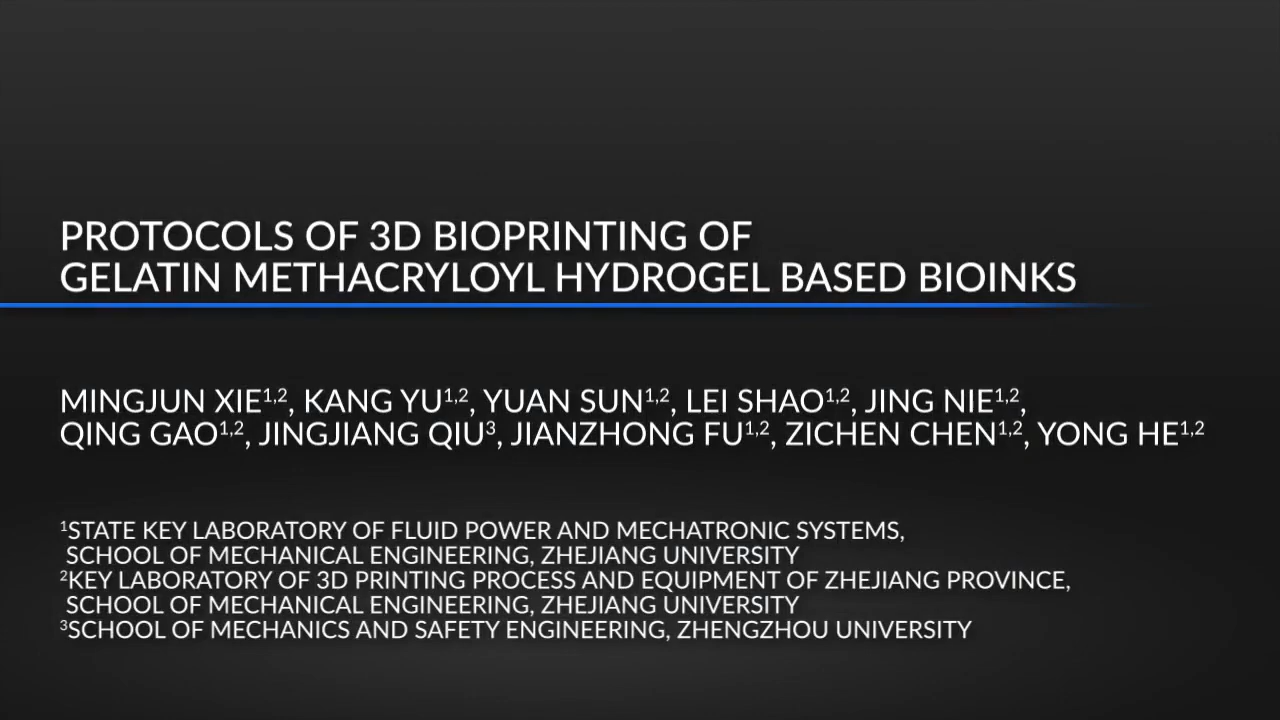 PROTOCOLS OF 3D BIOPRINTING OF
GELATIN METHACRYLOYL HYDROGEL BASED BIOINKS
MINGJUN XIE1,2, KANG YU1,2, YUAN SUN1,2, LEI SHAO1,2, JING NIE1,2,
QING GAO1,2, JINGJIANG QIU3, JIANZHONG FU1,2, ZICHEN CHEN1,2, YONG HE1,2
1STATE KEY LABORATORY OF FLUID POWER AND MECHATRONIC SYSTEMS,
SCHOOL OF MECHANICAL ENGINEERING, ZHEJIANG UNIVERSITY
2KEY LABORATORY OF 3D PRINTING PROCESS AND EQUIPMENT OF ZHEJIANG PROVINCE,
SCHOOL OF MECHANICAL ENGINEERING, ZHEJIANG UNIVERSITY
3SCHOOL OF MECHANICS AND SAFETY ENGINEERING, ZHENGZHOU UNIVERSITY